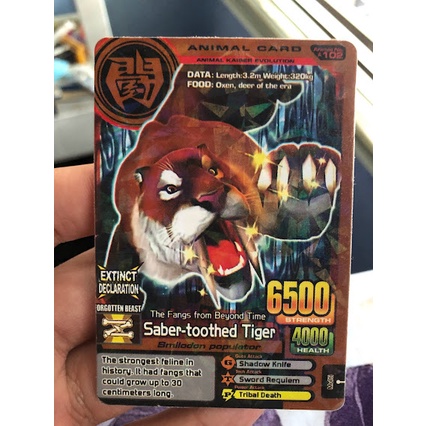 ANIMAL CARD
ANIMAL KAISER EVOLUTION
闘
DATA: Length:3.2m Weight:320kg
FOOD: Oxen, deer of the era
EXTINCT
DECLARATION
FORGOTTEN BEAST
The Fangs from Beyond Time
Saber-toothed Tiger
Smilodon populator
6500
STRENGTH
4000
HEALTH
The strongest feline in
history. It had fangs that
could grow up to 30
centimeters long.
G Shadow Knife
Sword Requiem
P Tribal Death